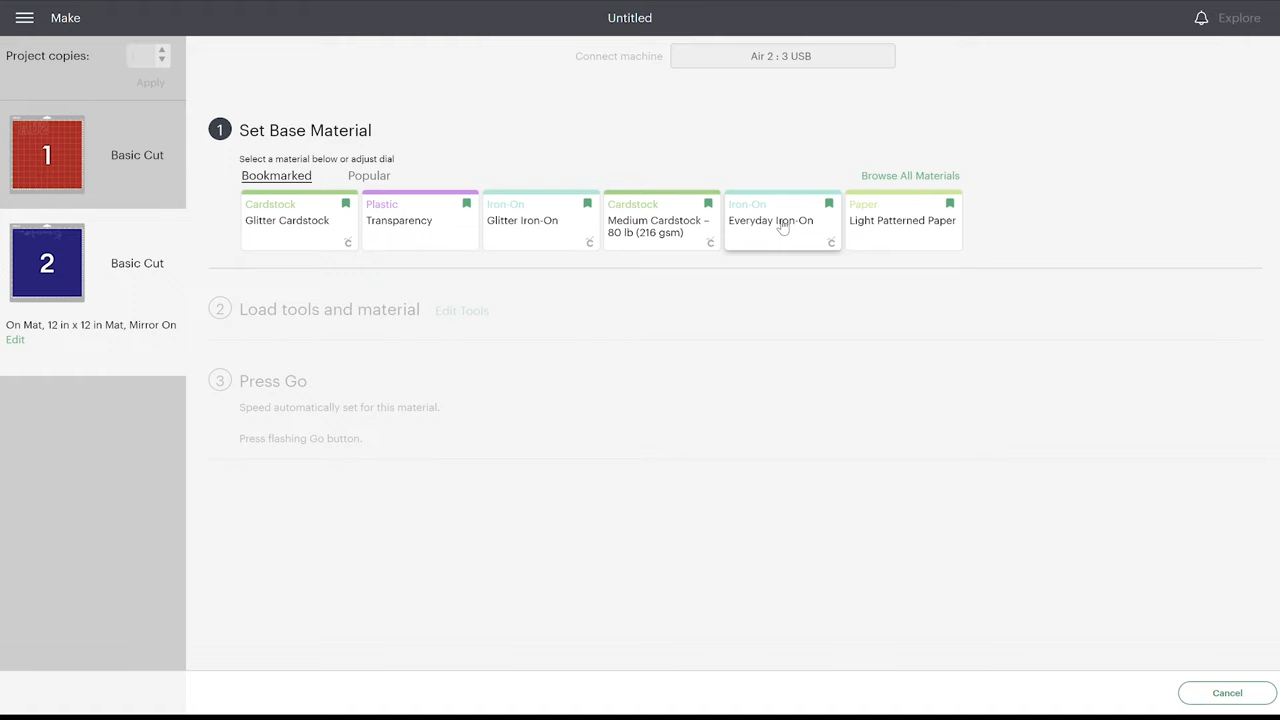 Make
Untitled
Explore
Project copies:
Apply
Connect machine
Air 2 : 3 USB
1
Basic Cut
2
Basic Cut
On Mat, 12 in x 12 in Mat, Mirror On
Edit
1 Set Base Material
Select a material below or adjust dial
Bookmarked
Popular
Browse All Materials
Cardstock
Glitter Cardstock
Plastic
Transparency
Iron-On
Glitter Iron-On
Cardstock
Medium Cardstock –
80 lb (216 gsm)
Iron-On
Everyday Iron-On
Paper
Light Patterned Paper
2 Load tools and material
Edit Tools
3 Press Go
Speed automatically set for this material.
Press flashing Go button.
Cancel